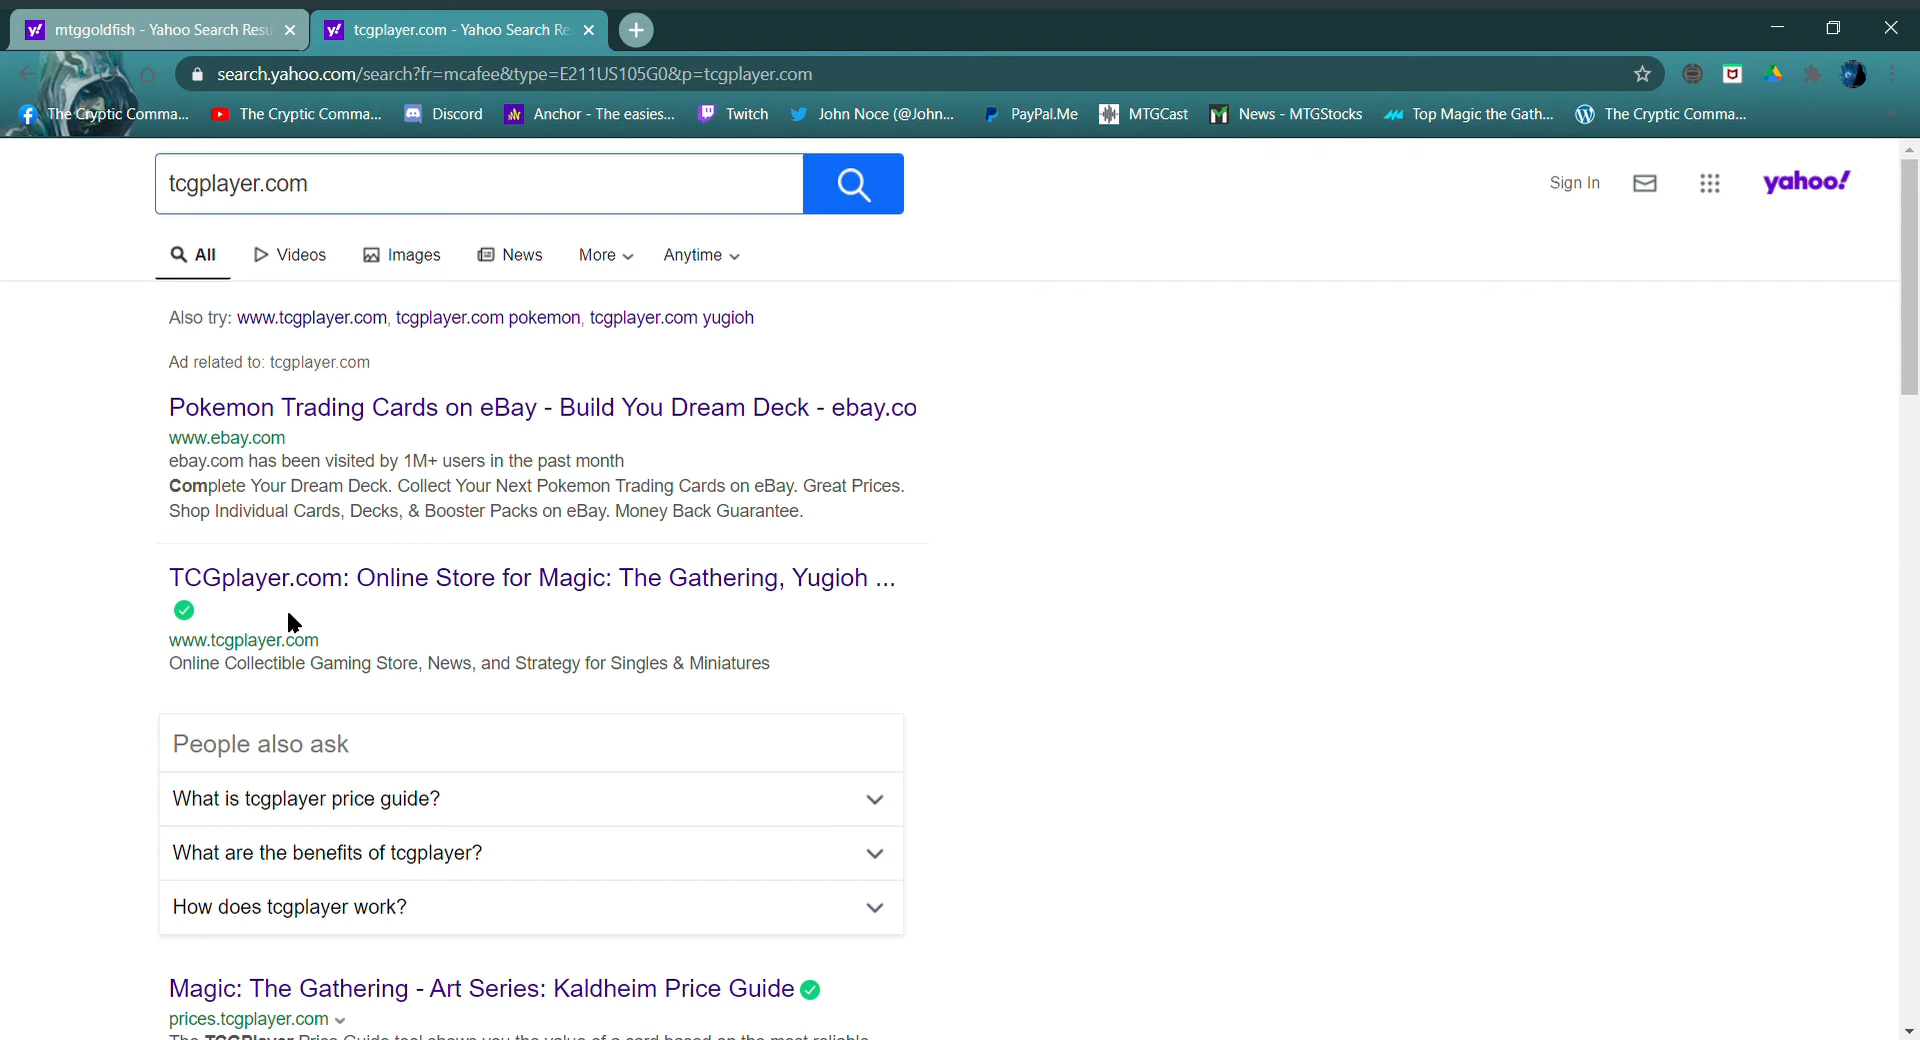 mtggoldfish - Yahoo Search Resu
tcgplayer.com - Yahoo Search Re
search.yahoo.com/search?fr=mcafee&type=E211US105G0&p=tcgplayer.com
The Cryptic Comma... The Cryptic Comma... Discord Anchor - The easies... Twitch John Noce (@John... PayPal.Me MTGCast News - MTGStocks Top Magic the Gath... The Cryptic Comma...
tcgplayer.com
Sign In
yahoo!
All Videos Images News More Anytime
Also try: www.tcgplayer.com, tcgplayer.com pokemon, tcgplayer.com yugioh
Ad related to: tcgplayer.com
Pokemon Trading Cards on eBay - Build You Dream Deck - ebay.co
www.ebay.com
ebay.com has been visited by 1M+ users in the past month
Complete Your Dream Deck. Collect Your Next Pokemon Trading Cards on eBay. Great Prices.
Shop Individual Cards, Decks, & Booster Packs on eBay. Money Back Guarantee.
TCGplayer.com: Online Store for Magic: The Gathering, Yugioh ...
www.tcgplayer.com
Online Collectible Gaming Store, News, and Strategy for Singles & Miniatures
People also ask
What is tcgplayer price guide?
What are the benefits of tcgplayer?
How does tcgplayer work?
Magic: The Gathering - Art Series: Kaldheim Price Guide
prices.tcgplayer.com
The TCGPlayer Price Guide tool shows you the value of a card based on the most reliable